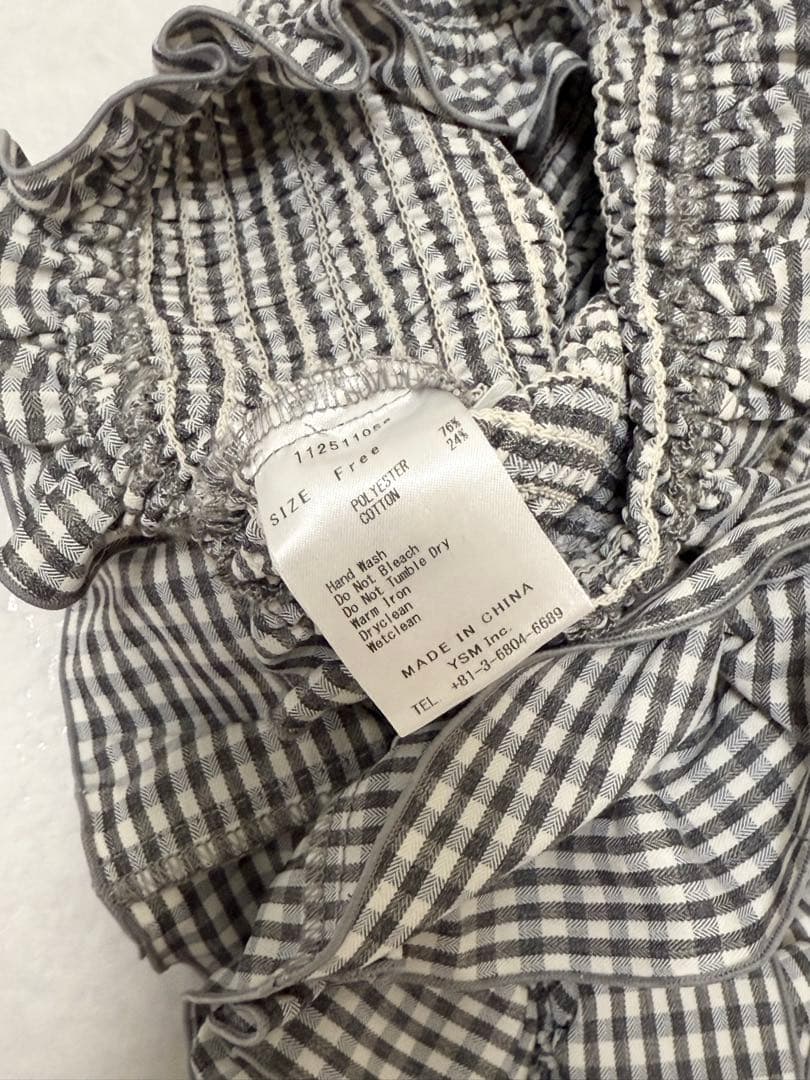 SIZE Free
POLYESTER 76%
COTTON 24%
Hand Wash
Do Not Bleach
Do Not Tumble Dry
Warm Iron
Dryclean
Wetclean
MADE IN CHINA
YSM Inc.
TEL. +81-3-6804-6689